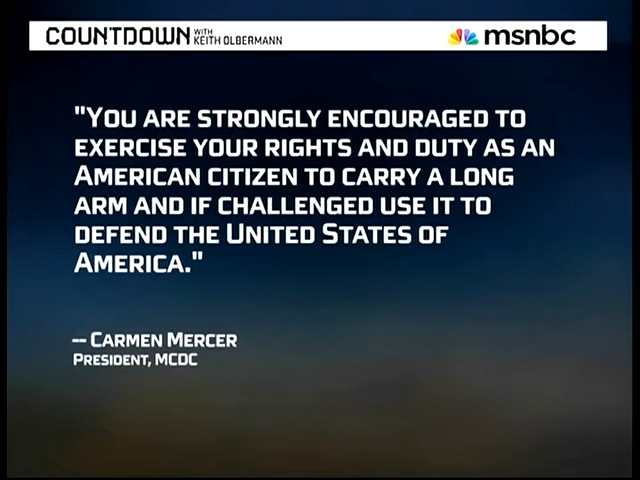 COUNTDOWN WITH KEITH OLBERMANN msnbc
"YOU ARE STRONGLY ENCOURAGED TO
EXERCISE YOUR RIGHTS AND DUTY AS AN
AMERICAN CITIZEN TO CARRY A LONG
ARM AND IF CHALLENGED USE IT TO
DEFEND THE UNITED STATES OF
AMERICA."
-- CARMEN MERCER
PRESIDENT, MCDC